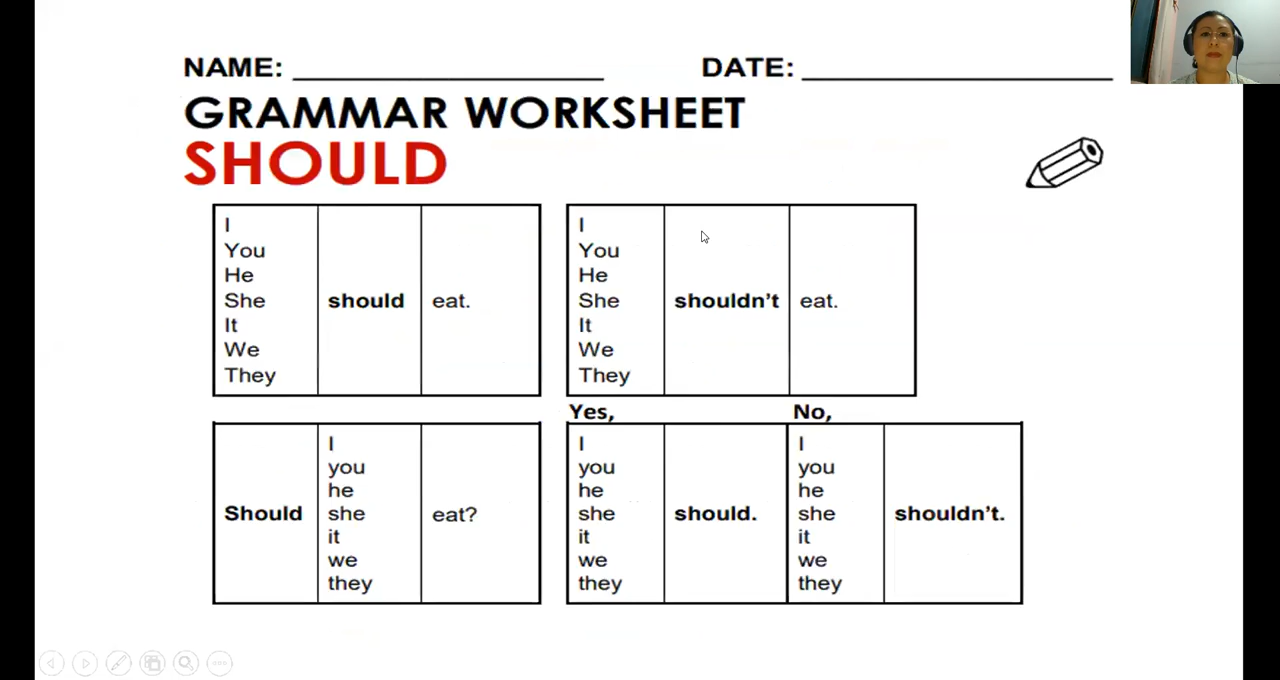 NAME: ____________________ DATE: ____________________
GRAMMAR WORKSHEET
SHOULD
I
You
He
She
It
We
They
should
eat.
I
You
He
She
It
We
They
shouldn't
eat.
Should
I
you
he
she
it
we
they
eat?
Yes,
I
you
he
she
it
we
they
should.
No,
I
you
he
she
it
we
they
shouldn't.